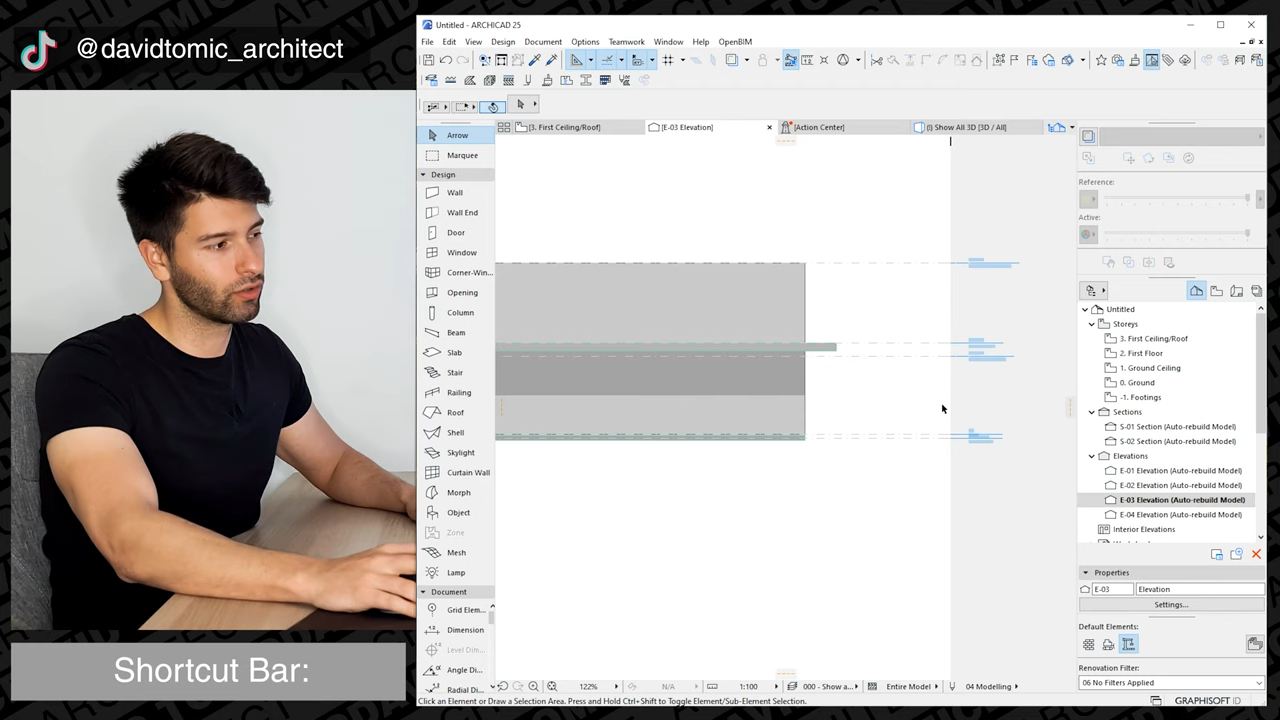 @davidtomic_architect
Shortcut Bar:
Untitled - ARCHICAD 25
File Edit View Design Document Options Teamwork Window Help OpenBIM
[3. First Ceiling/Roof]
[E-03 Elevation]
[Action Center]
(!) Show All 3D [3D / All]
Arrow
Marquee
Design
Wall
Wall End
Door
Window
Corner-Win...
Opening
Column
Beam
Slab
Stair
Railing
Roof
Shell
Skylight
Curtain Wall
Morph
Object
Zone
Mesh
Lamp
Document
Grid Elem...
Dimension
Level Dim...
Angle Di...
Radial Di...
Reference:
Active:
Untitled
Storeys
3. First Ceiling/Roof
2. First Floor
1. Ground Ceiling
0. Ground
-1. Footings
Sections
S-01 Section (Auto-rebuild Model)
S-02 Section (Auto-rebuild Model)
Elevations
E-01 Elevation (Auto-rebuild Model)
E-02 Elevation (Auto-rebuild Model)
E-03 Elevation (Auto-rebuild Model)
E-04 Elevation (Auto-rebuild Model)
Interior Elevations
Properties
E-03 Elevation
Settings...
Default Elements:
Renovation Filter:
06 No Filters Applied
122% N/A 1:100 000 - Show a... Entire Model 04 Modelling
Click an Element or Draw a Selection Area. Press and Hold Ctrl+Shift to Toggle Element/Sub-Element Selection.
GRAPHISOFT ID